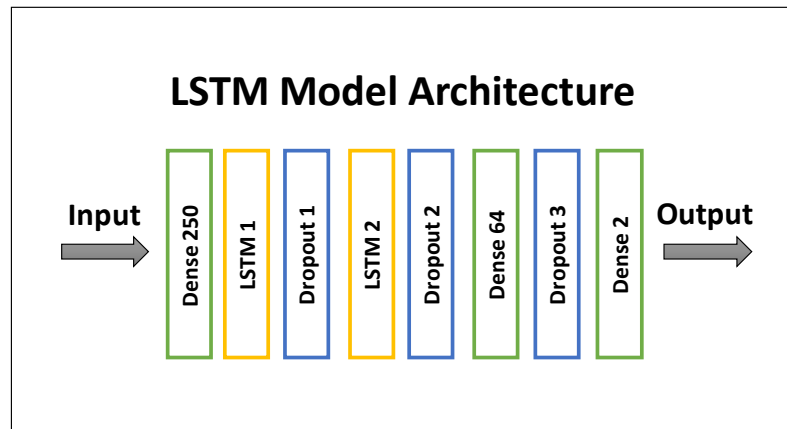 LSTM Model Architecture
Input
Dense 250
LSTM 1
Dropout 1
LSTM 2
Dropout 2
Dense 64
Dropout 3
Dense 2
Output